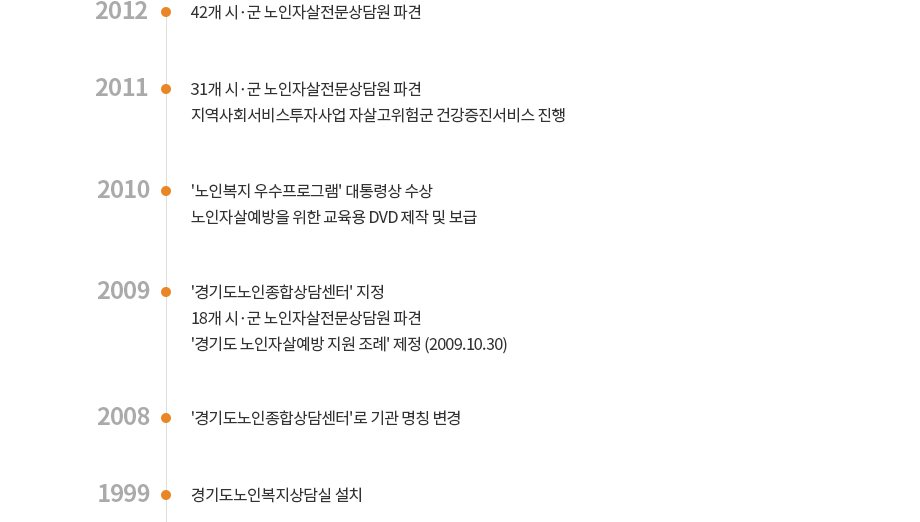 2012 42개 시·군 노인자살전문상담원 파견
2011 31개 시·군 노인자살전문상담원 파견
지역사회서비스투자사업 자살고위험군 건강증진서비스 진행
2010 '노인복지 우수프로그램' 대통령상 수상
노인자살예방을 위한 교육용 DVD 제작 및 보급
2009 '경기도노인종합상담센터' 지정
18개 시·군 노인자살전문상담원 파견
'경기도 노인자살예방 지원 조례' 제정 (2009.10.30)
2008 '경기도노인종합상담센터'로 기관 명칭 변경
1999 경기도노인복지상담실 설치